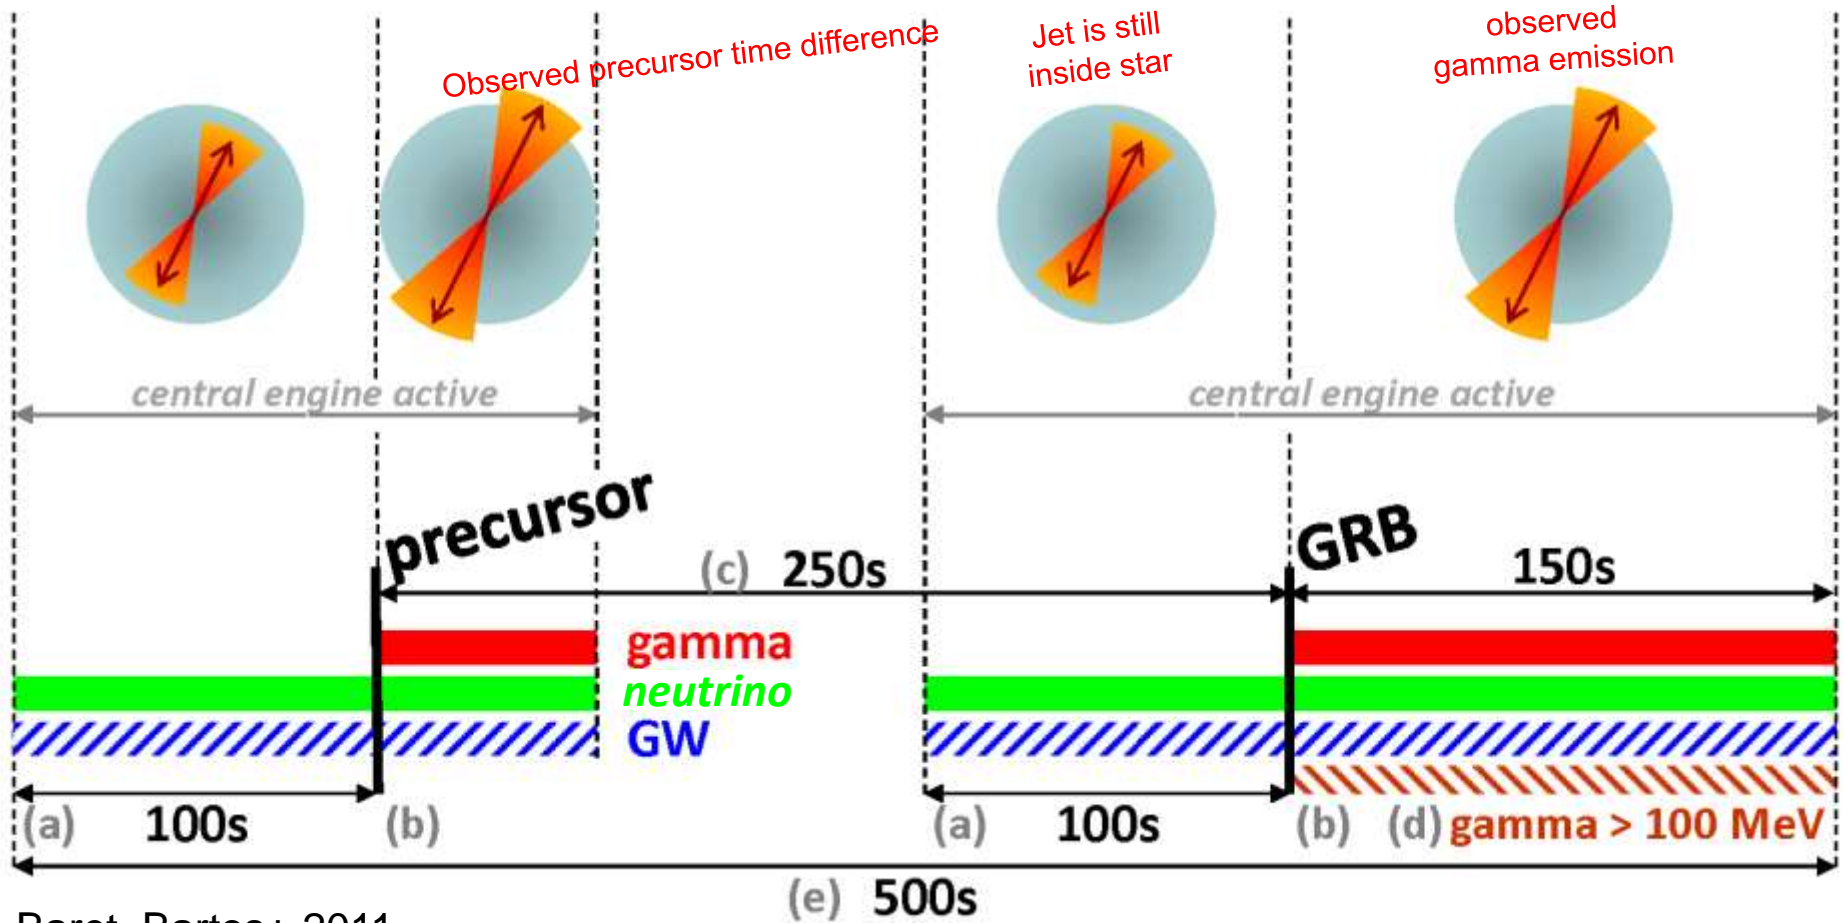 Observed precursor time difference
Jet is still
inside star
observed
gamma emission
central engine active
central engine active
precursor
GRB
(c) 250s
150s
gamma
neutrino
GW
(a) 100s (b)
(a) 100s (b) (d) gamma > 100 MeV
(e) 500s
2011